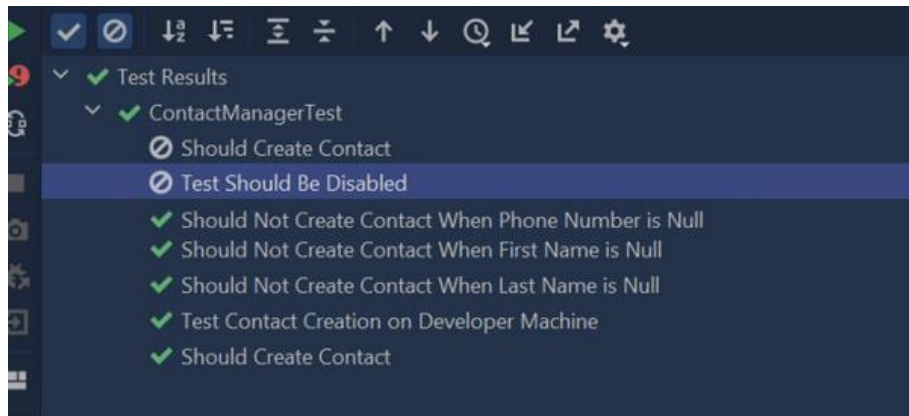 Test Results
ContactManagerTest
Should Create Contact
Test Should Be Disabled
Should Not Create Contact When Phone Number is Null
Should Not Create Contact When First Name is Null
Should Not Create Contact When Last Name is Null
Test Contact Creation on Developer Machine
Should Create Contact